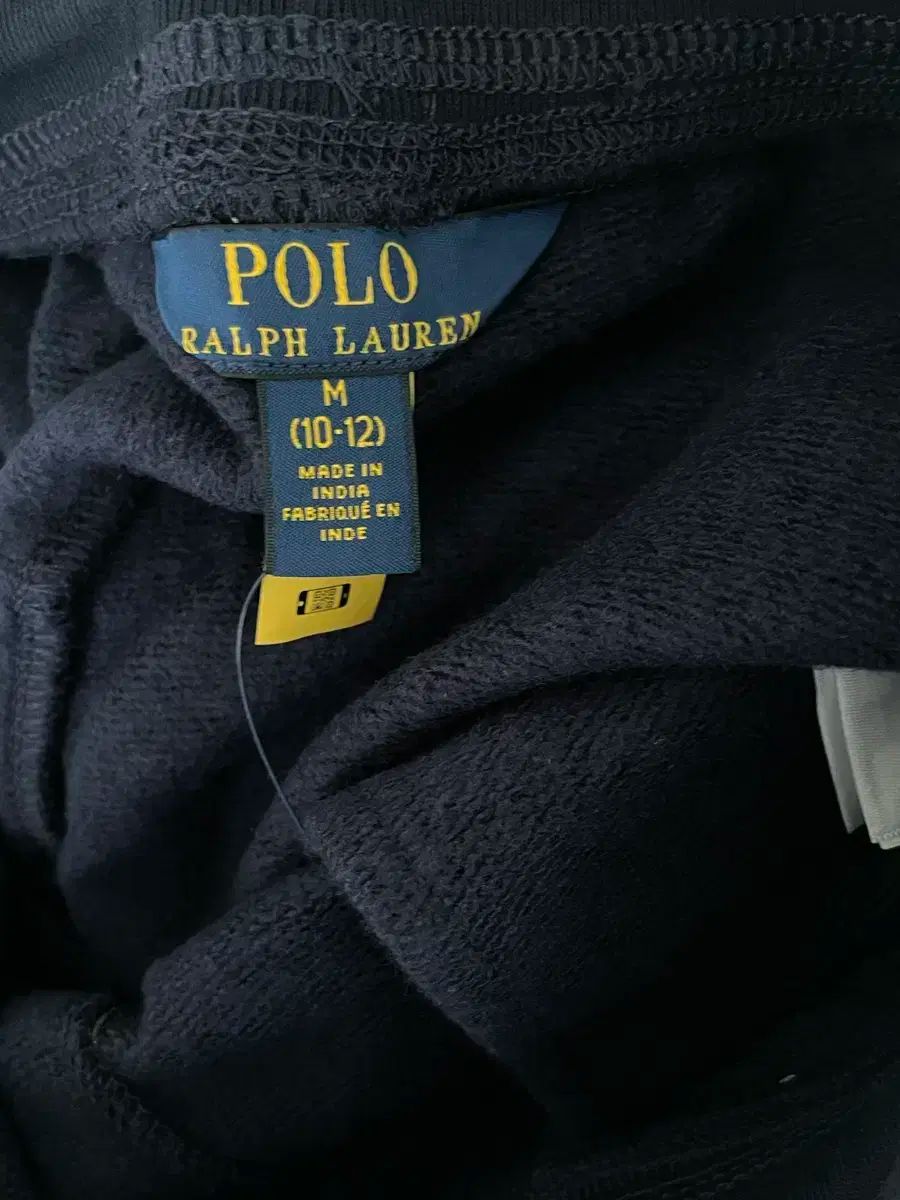 POLO
RALPH LAUREN
M
(10-12)
MADE IN
INDIA
FABRIQUÉ EN
INDE